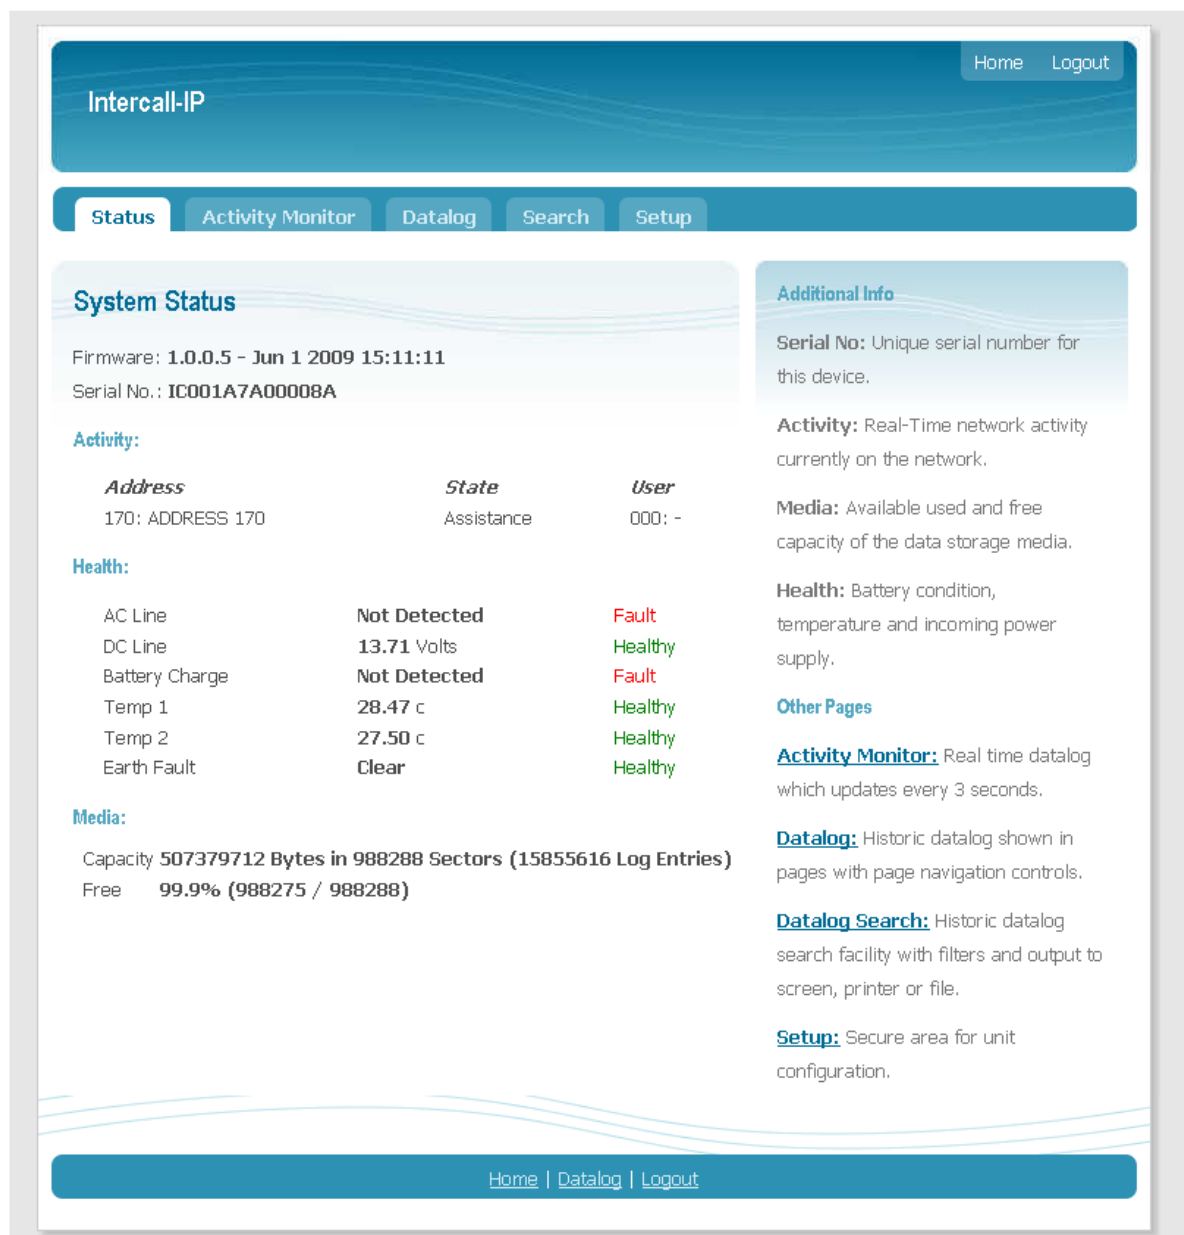 Home Logout
Intercall-IP
Status Activity Monitor Datalog Search Setup
System Status
Firmware: 1.0.0.5 - Jun 1 2009 15:11:11
Serial No.: IC001A7A00008A
Activity:
Address State User
170: ADDRESS 170 Assistance 000: -
Health:
AC Line Not Detected Fault
DC Line 13.71 Volts Healthy
Battery Charge Not Detected Fault
Temp 1 28.47 c Healthy
Temp 2 27.50 c Healthy
Earth Fault Clear Healthy
Media:
Capacity 507379712 Bytes in 988288 Sectors (15855616 Log Entries)
Free 99.9% (988275 / 988288)
Additional Info
Serial No: Unique serial number for
this device.
Activity: Real-Time network activity
currently on the network.
Media: Available used and free
capacity of the data storage media.
Health: Battery condition,
temperature and incoming power
supply.
Other Pages
Activity Monitor: Real time datalog
which updates every 3 seconds.
Datalog: Historic datalog shown in
pages with page navigation controls.
Datalog Search: Historic datalog
search facility with filters and output to
screen, printer or file.
Setup: Secure area for unit
configuration.
Home | Datalog | Logout